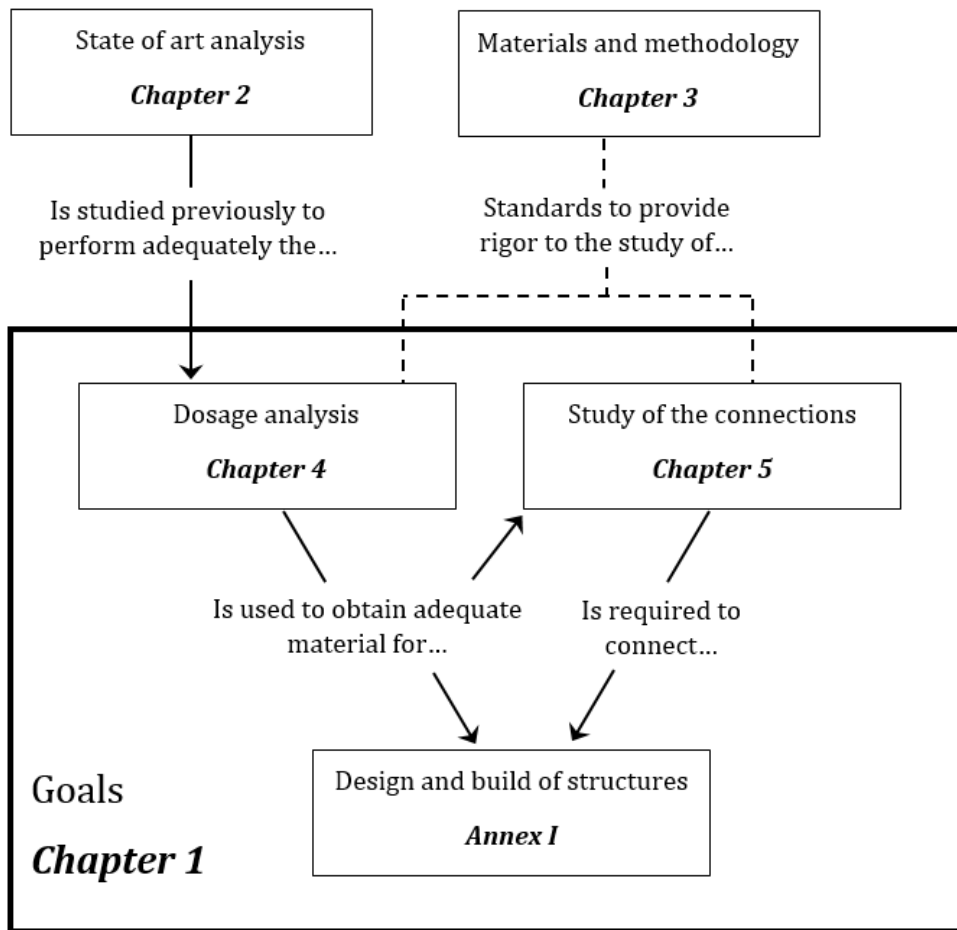 State of art analysis
Chapter 2
Materials and methodology
Chapter 3
Is studied previously to
perform adequately the…
Standards to provide
rigor to the study of…
Dosage analysis
Chapter 4
Study of the connections
Chapter 5
Is used to obtain adequate
material for…
Is required to
connect…
Design and build of structures
Annex I
Goals
Chapter 1